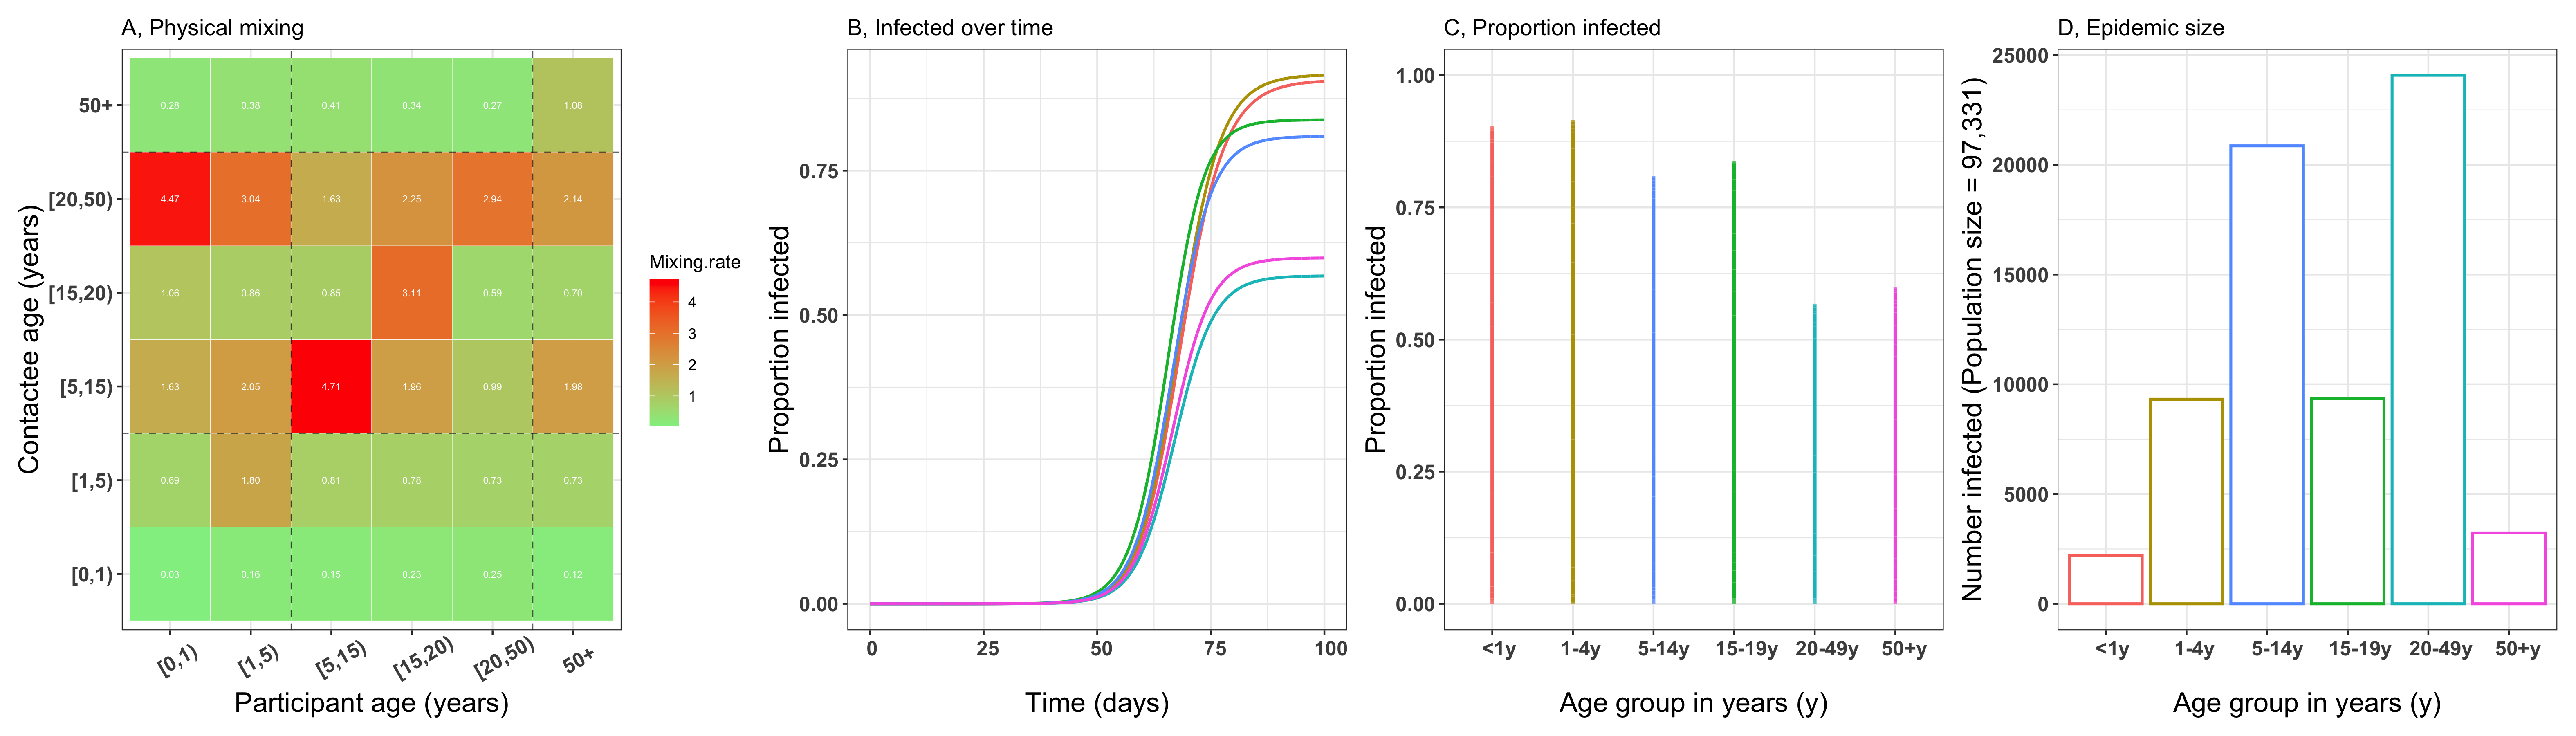 A, Physical mixing
Contactee age (years)
50+
[20,50)
[15,20)
[5,15)
[1,5)
[0,1)
0.28 0.38 0.41 0.34 0.27 1.08
4.47 3.04 1.63 2.25 2.94 2.14
1.06 0.86 0.85 3.11 0.59 0.70
1.63 2.05 4.71 1.96 0.99 1.98
0.69 1.80 0.81 0.78 0.73 0.73
0.03 0.16 0.15 0.23 0.25 0.12
[0,1) [1,5) [5,15) [15,20) [20,50) 50+
Participant age (years)
Mixing.rate
4
3
2
1
B, Infected over time
Proportion infected
0.75
0.50
0.25
0.00
0 25 50 75 100
Time (days)
C, Proportion infected
Proportion infected
1.00
0.75
0.50
0.25
0.00
<1y 1-4y 5-14y 15-19y 20-49y 50+y
Age group in years (y)
D, Epidemic size
Number infected (Population size = 97,331)
25000
20000
15000
10000
5000
0
<1y 1-4y 5-14y 15-19y 20-49y 50+y
Age group in years (y)